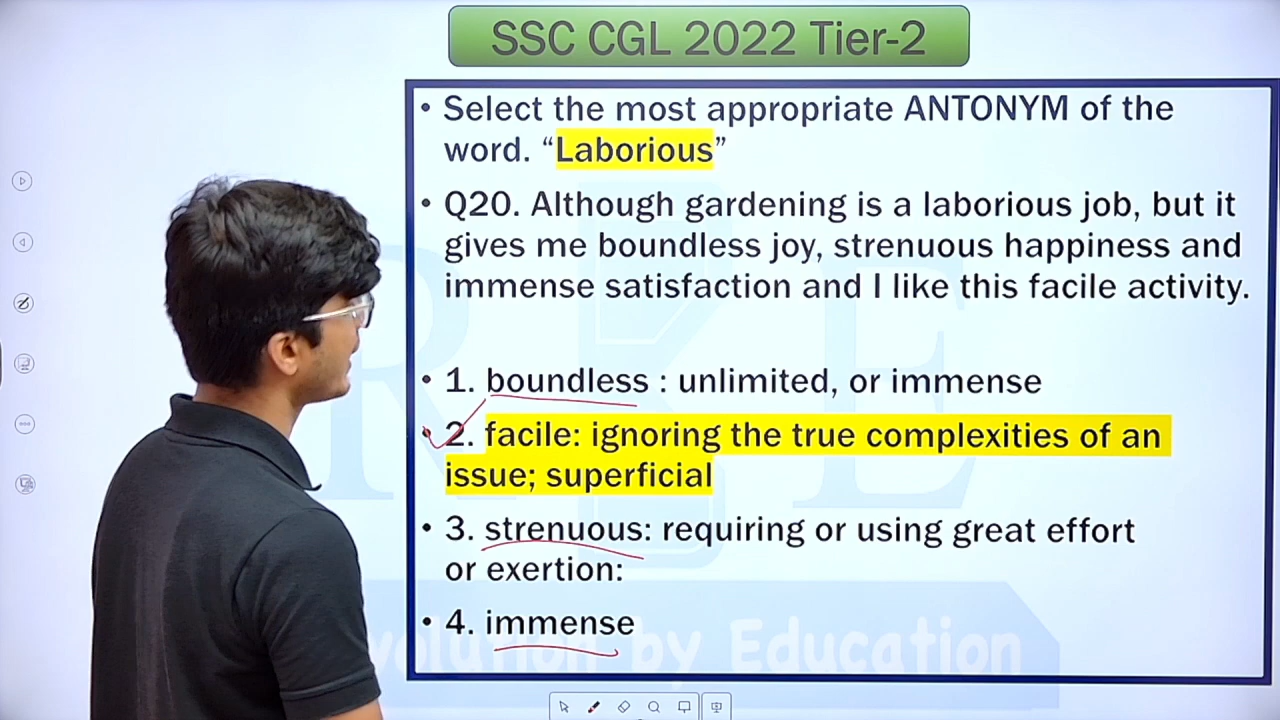 SSC CGL 2022 Tier-2
• Select the most appropriate ANTONYM of the
word. “Laborious”
• Q20. Although gardening is a laborious job, but it
gives me boundless joy, strenuous happiness and
immense satisfaction and I like this facile activity.
• 1. boundless : unlimited, or immense
• 2. facile: ignoring the true complexities of an
issue; superficial
• 3. strenuous: requiring or using great effort
or exertion:
• 4. immense
by Education